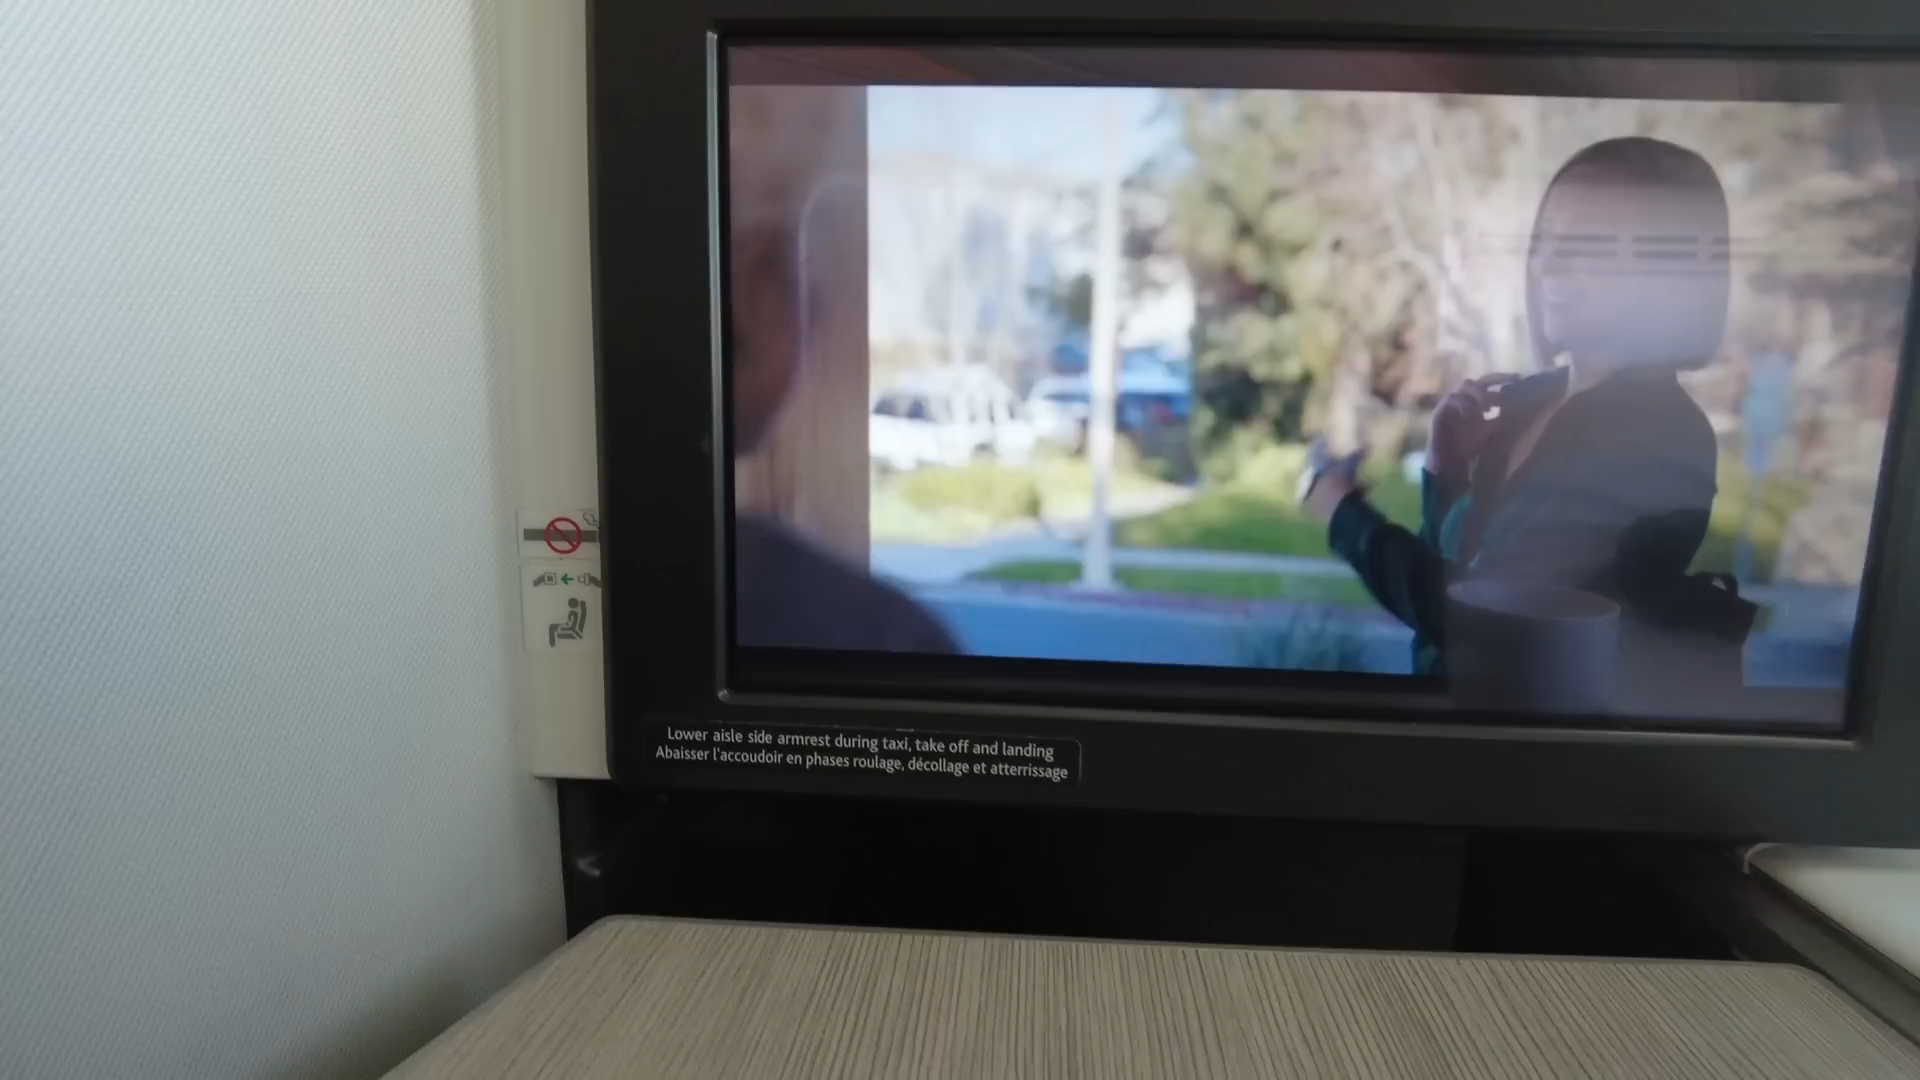 Lower aisle side armrest during taxi, take off and landing
Abaisser l'accoudoir en phases roulage, décollage et atterrissage